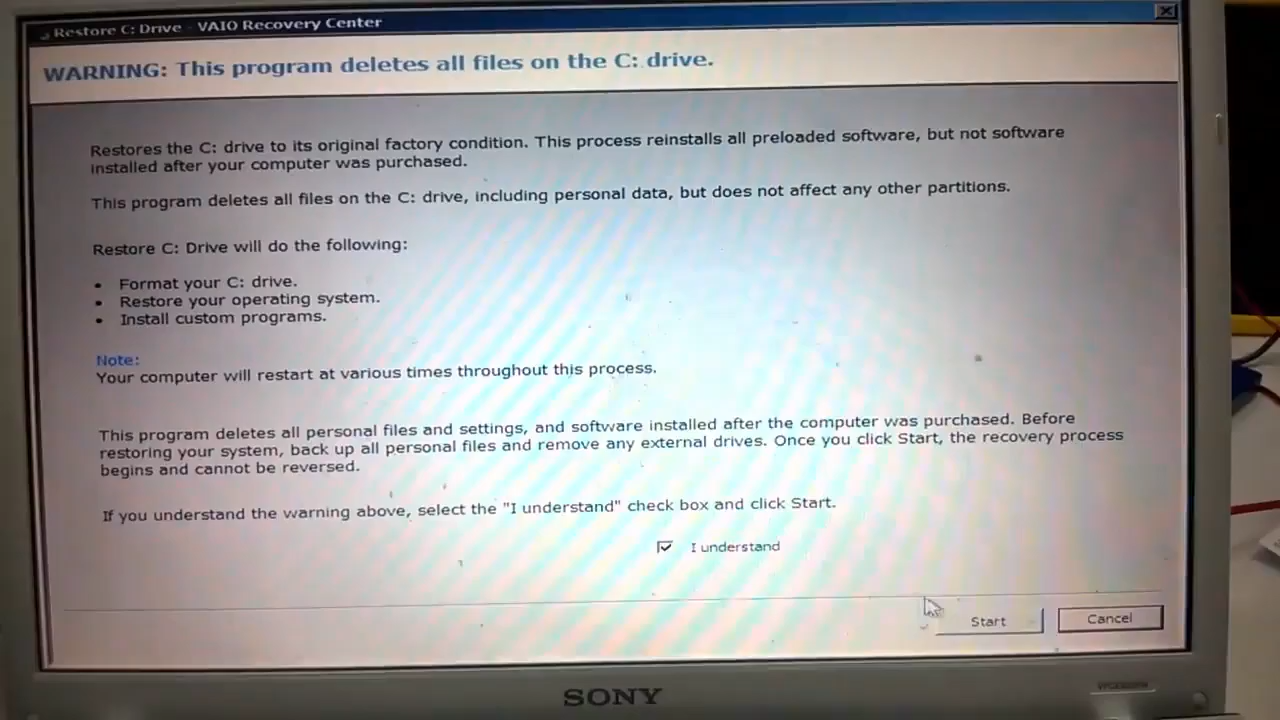 Restore C: Drive - VAIO Recovery Center
WARNING: This program deletes all files on the C: drive.
Restores the C: drive to its original factory condition. This process reinstalls all preloaded software, but not software
installed after your computer was purchased.
This program deletes all files on the C: drive, including personal data, but does not affect any other partitions.
Restore C: Drive will do the following:
• Format your C: drive.
• Restore your operating system.
• Install custom programs.
Note:
Your computer will restart at various times throughout this process.
This program deletes all personal files and settings, and software installed after the computer was purchased. Before
restoring your system, back up all personal files and remove any external drives. Once you click Start, the recovery process
begins and cannot be reversed.
If you understand the warning above, select the "I understand" check box and click Start.
I understand
Start
Cancel
SONY